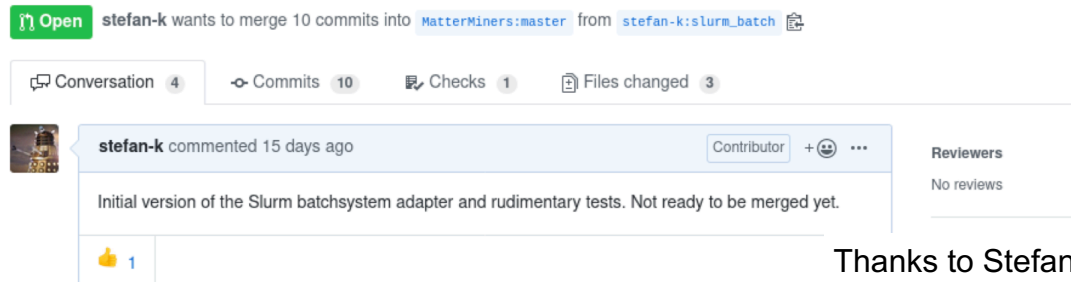 Open stefan-k wants to merge 10 commits into MatterMiners:master from stefan-k:slurm_batch
Conversation 4 Commits 10 Checks 1 Files changed 3
stefan-k commented 15 days ago Contributor
Reviewers
No reviews
Initial version of the Slurm batchsystem adapter and rudimentary tests. Not ready to be merged yet.
1
Thanks to Stefan